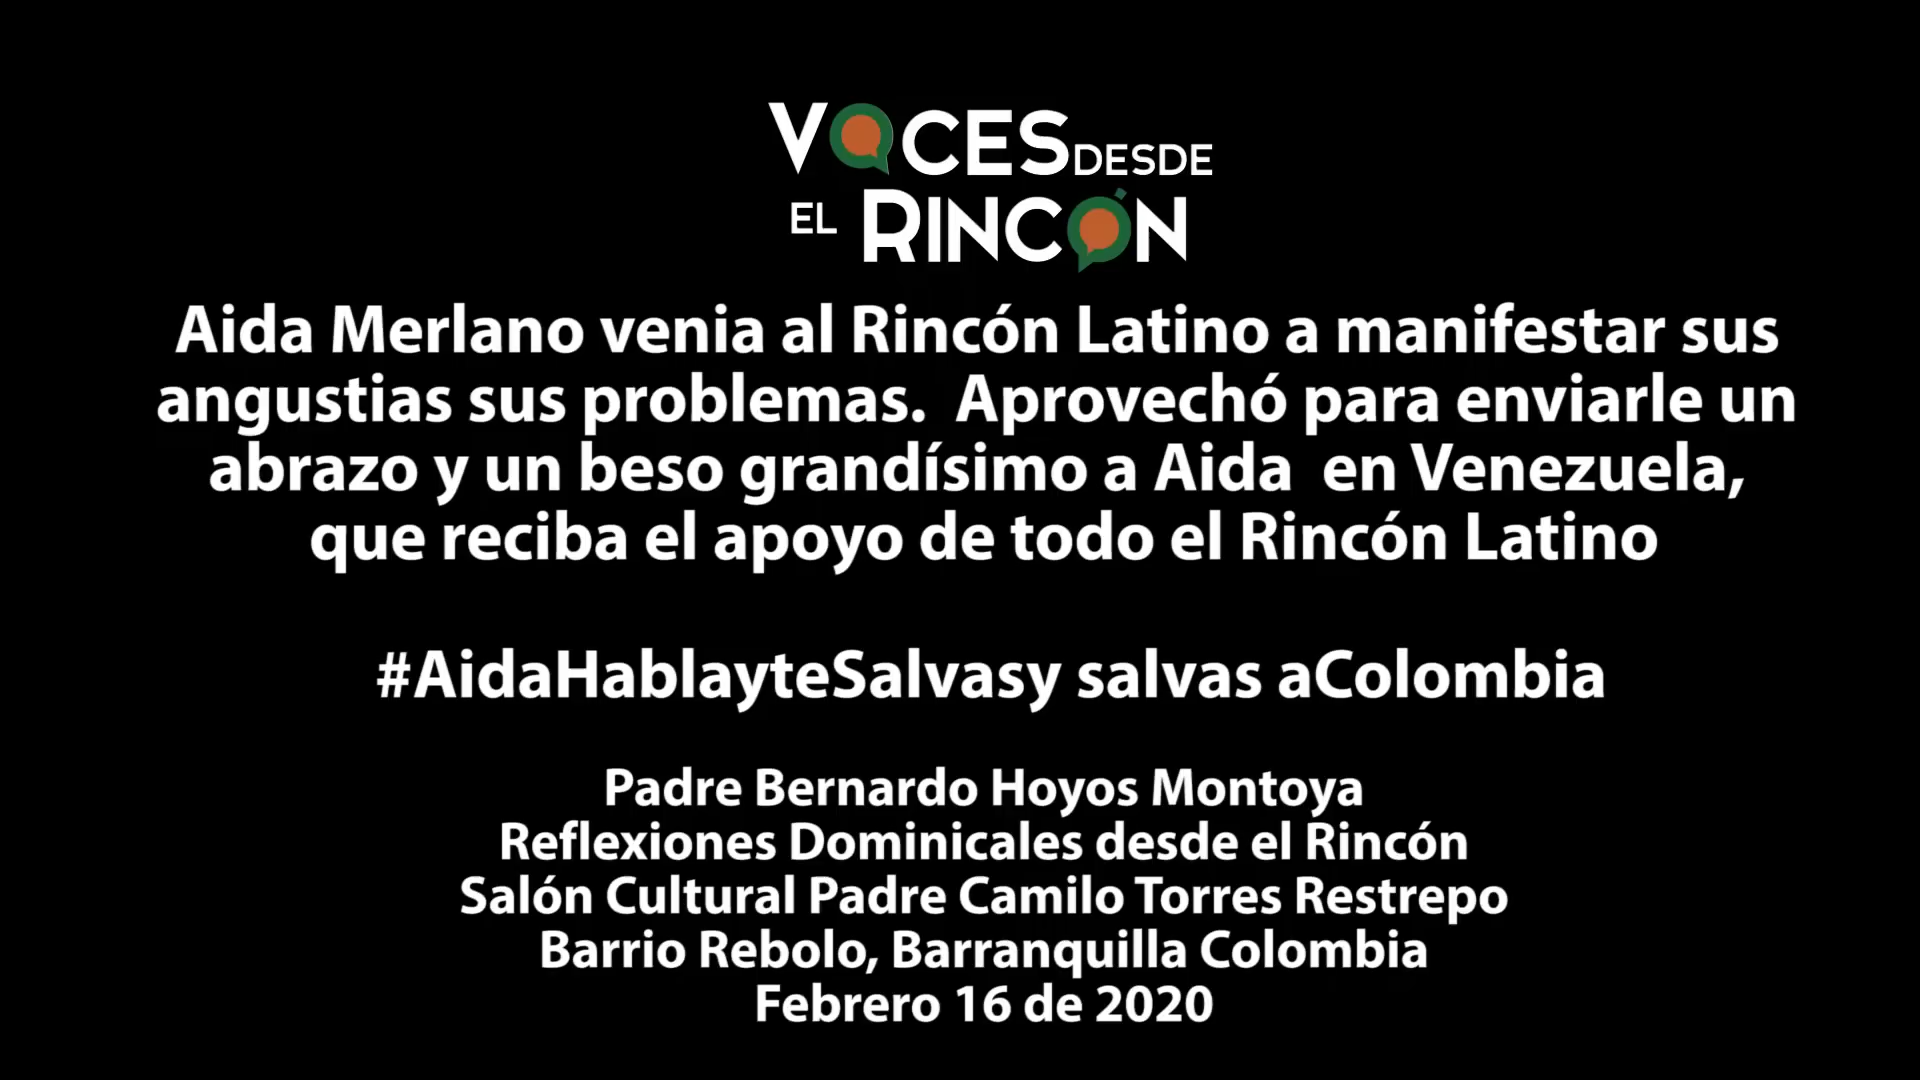 VOCES DESDE
EL RINCÓN
Aida Merlano venia al Rincón Latino a manifestar sus
angustias sus problemas.  Aprovechó para enviarle un
abrazo y un beso grandísimo a Aida  en Venezuela,
que reciba el apoyo de todo el Rincón Latino
#AidaHablayteSalvasy salvas aColombia
Padre Bernardo Hoyos Montoya
Reflexiones Dominicales desde el Rincón
Salón Cultural Padre Camilo Torres Restrepo
Barrio Rebolo, Barranquilla Colombia
Febrero 16 de 2020